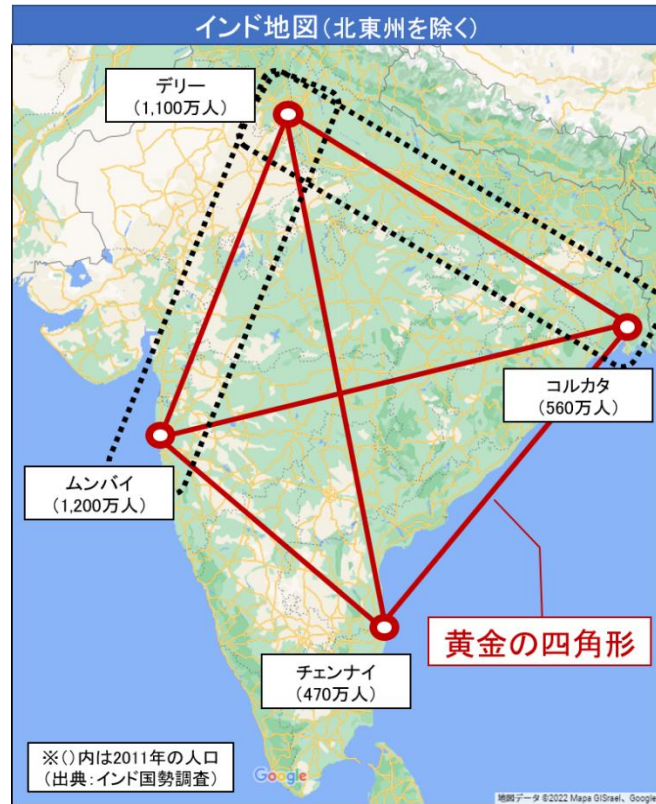 インド地図(北東州を除く)
デリー
(1,100万人)
コルカタ
(560万人)
ムンバイ
(1,200万人)
黄金の四角形
チェンナイ
(470万人)
※()内は2011年の人口
(出典:インド国勢調査)
Google
地図データ ©2022 Mapa GISrael、Google